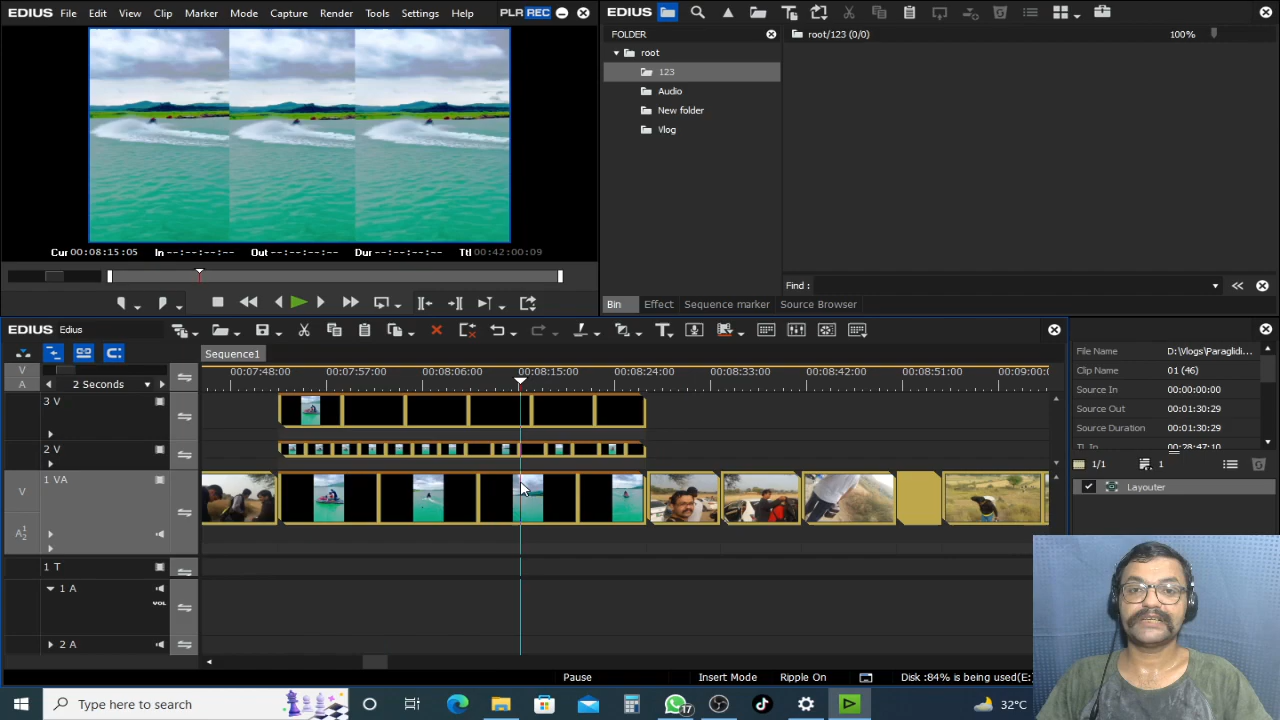 File Edit View Clip Marker Mode Capture Render Tools Settings Help PLR REC
Cur 00:08:15:05 In --:--:--:-- Out --:--:--:-- Dur --:--:--:-- Ttl 00:42:00:09
EDIUS
FOLDER
root/123 (0/0) 100%
root
123
Audio
New folder
Vlog
Find :
Bin Effect Sequence marker Source Browser
EDIUS Edius
Sequence1
V
A
2 Seconds
00:07:48:00 00:07:57:00 00:08:06:00 00:08:15:00 00:08:24:00 00:08:33:00 00:08:42:00 00:08:51:00 00:09:00:0
3 V
2 V
V 1 VA
A12
1 T
1 A
VOL
2 A
File Name D:\Vlogs\Paraglidi...
Clip Name 01 (46)
Source In 00:00:00:00
Source Out 00:01:30:29
Source Duration 00:01:30:29
TL In 00:28:47:10
1/1 1
Layouter
Pause Insert Mode Ripple On Disk :84% is being used(E:)
Type here to search
17
32°C